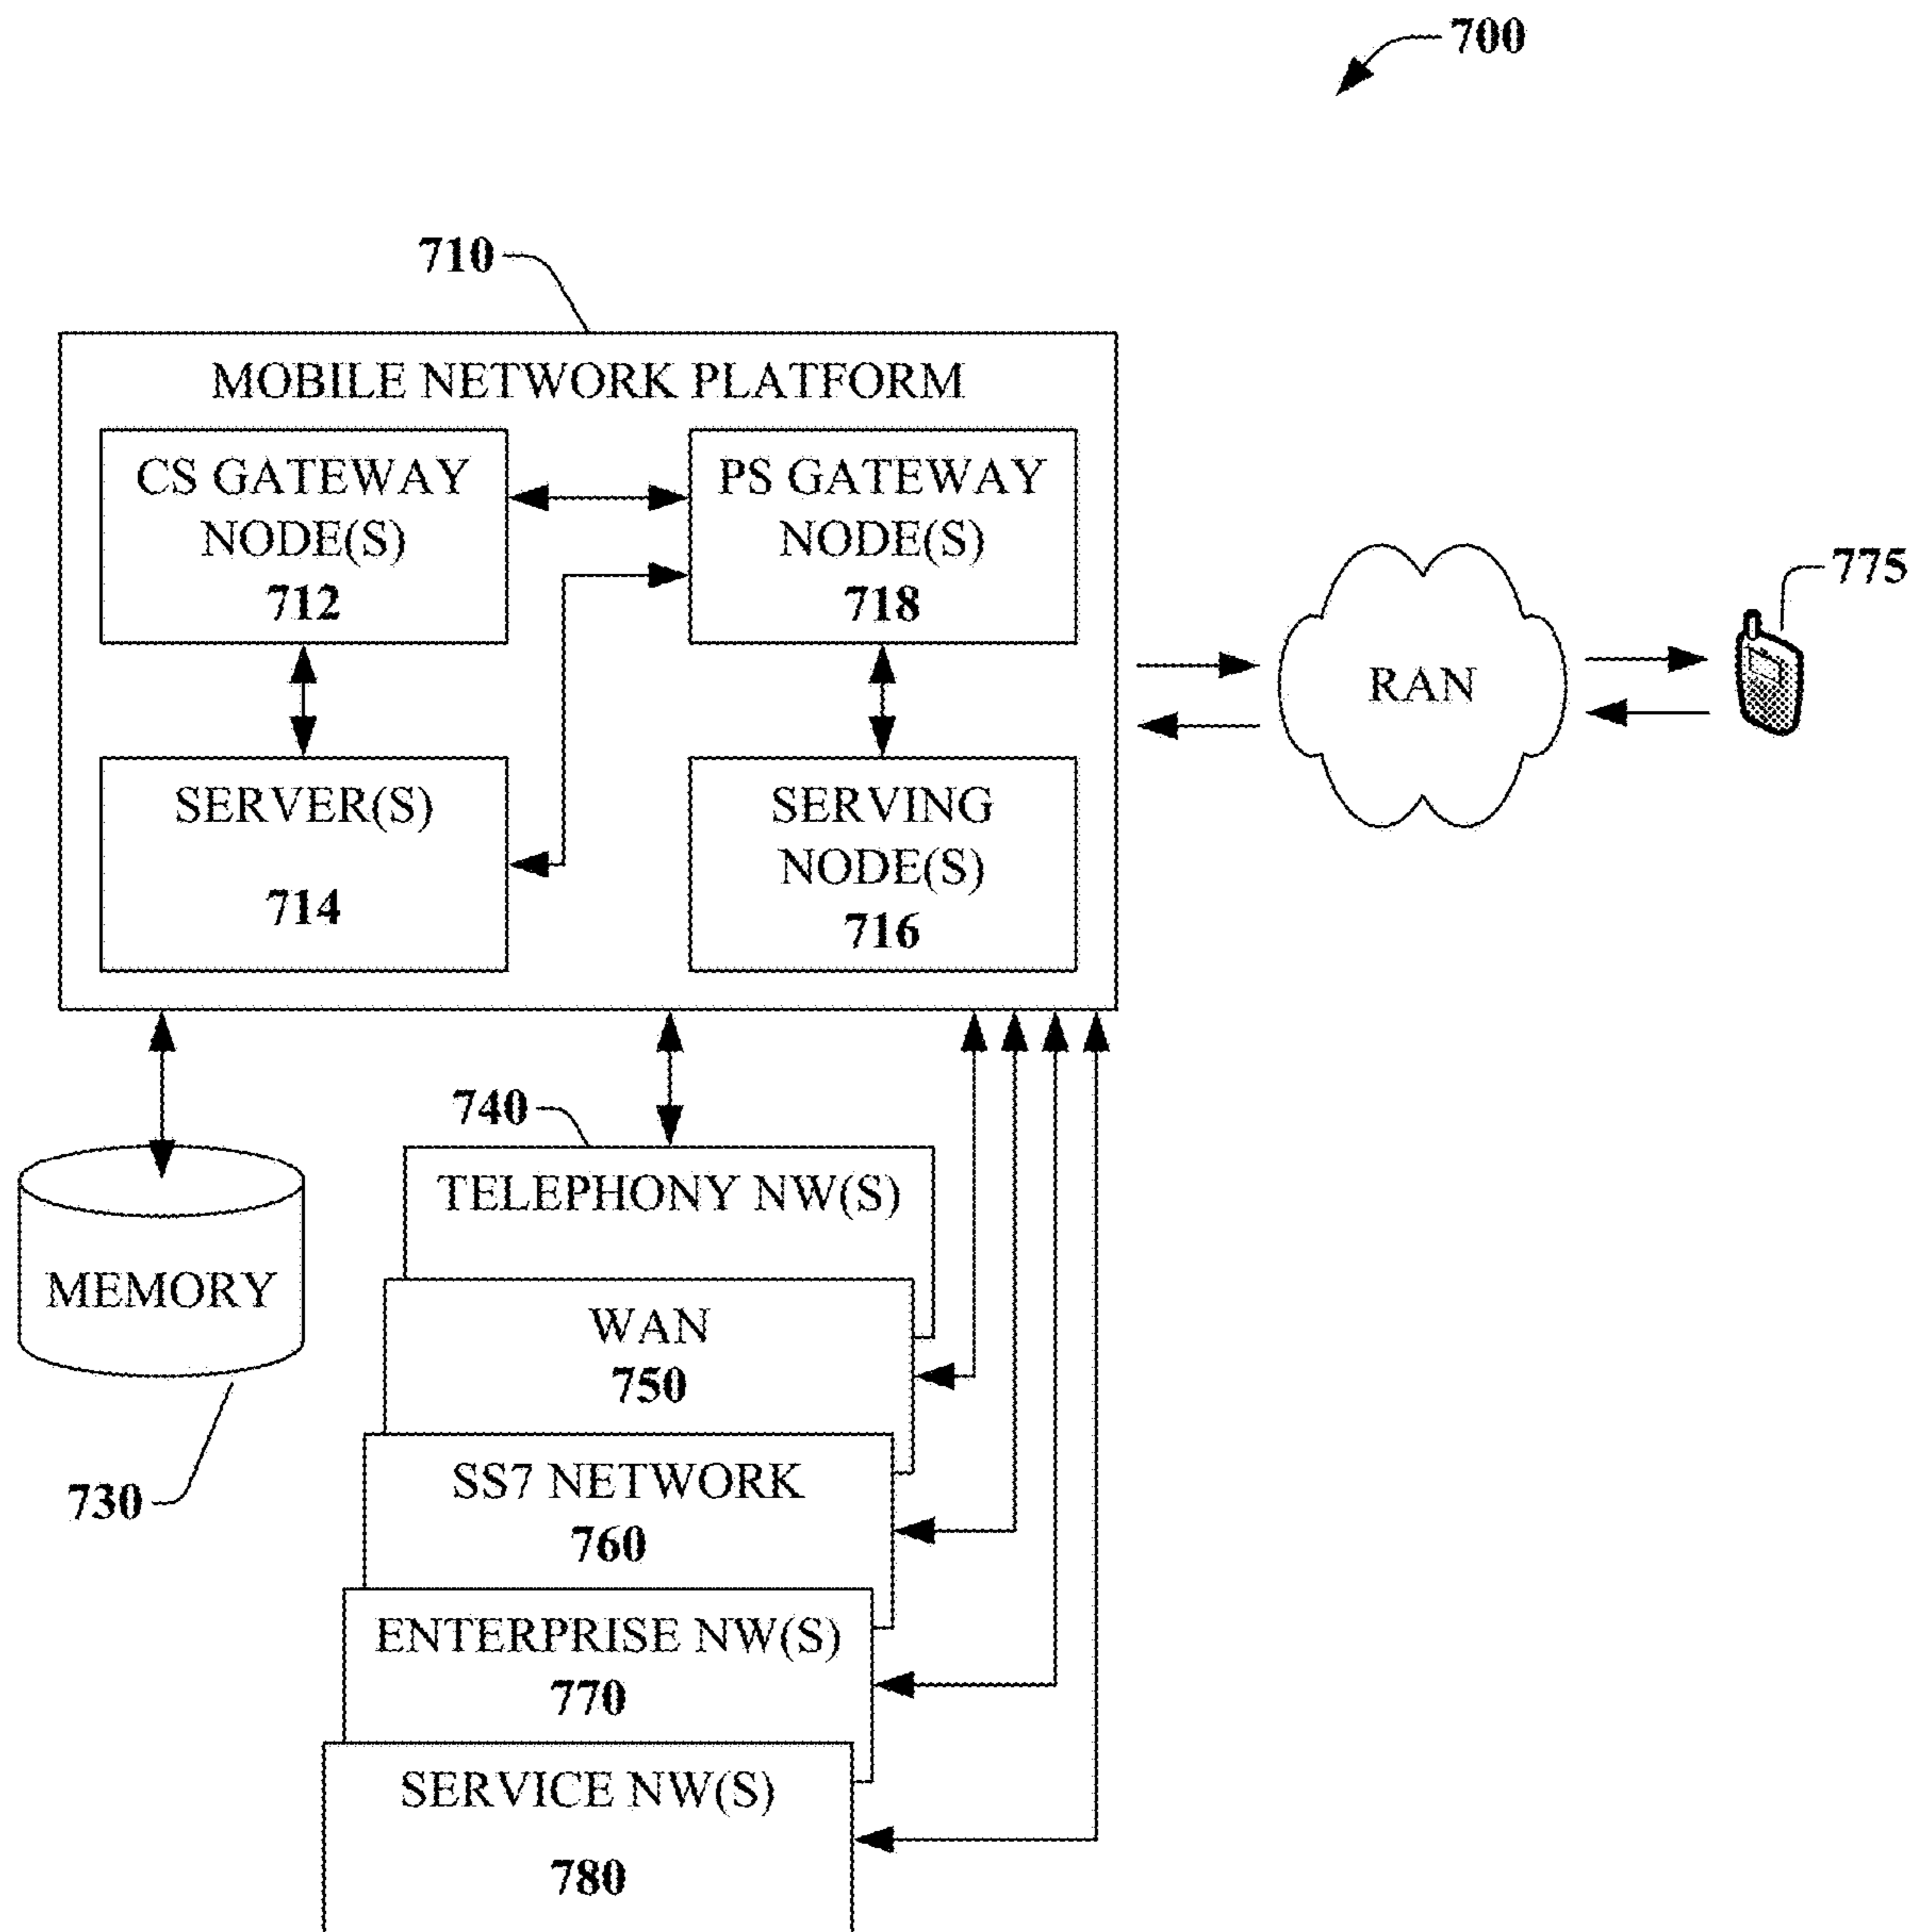 700
710
MOBILE NETWORK PLATFORM
CS GATEWAY
NODE(S)
712
PS GATEWAY
NODE(S)
718
SERVER(S)
714
SERVING
NODE(S)
716
RAN
775
740
TELEPHONY NW(S)
MEMORY
730
WAN
750
SS7 NETWORK
760
ENTERPRISE NW(S)
770
SERVICE NW(S)
780